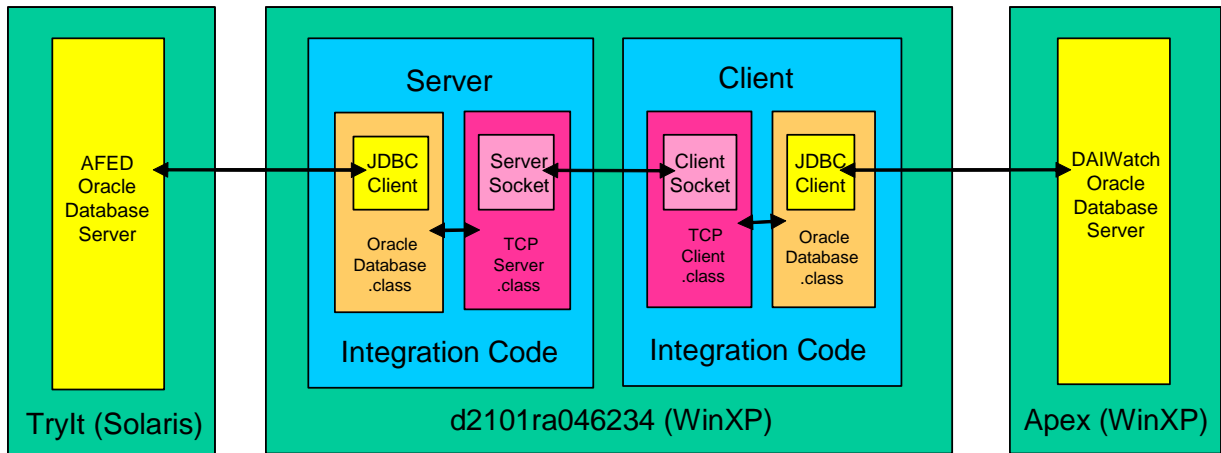 AFED
Oracle
Database
Server
TryIt (Solaris)
Server
JDBC
Client
Server
Socket
Oracle
Database
.class
TCP
Server
.class
Integration Code
Client
Client
Socket
JDBC
Client
TCP
Client
.class
Oracle
Database
.class
Integration Code
d2101ra046234 (WinXP)
DAIWatch
Oracle
Database
Server
Apex (WinXP)